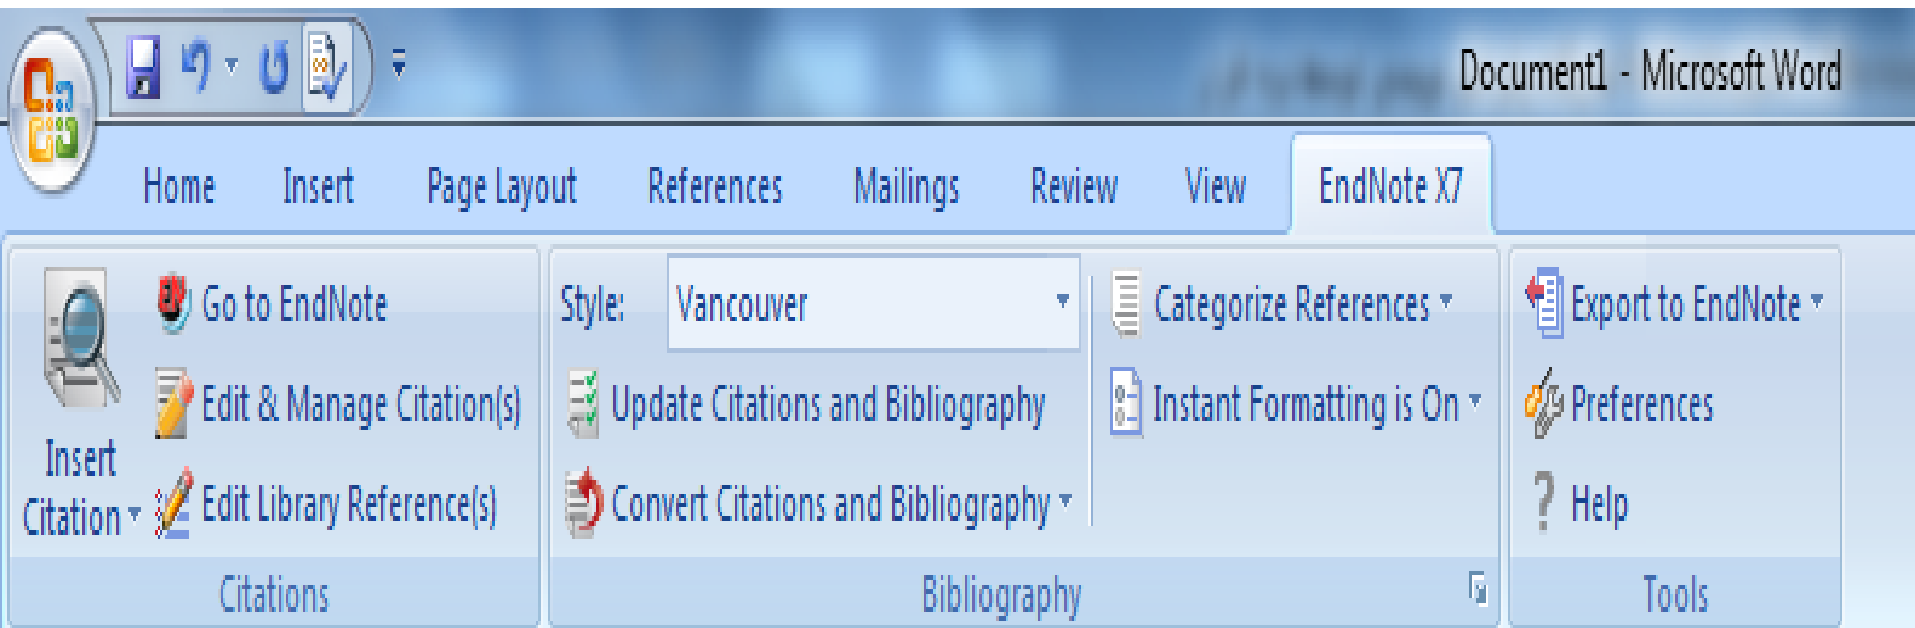 Document1 - Microsoft Word
Home Insert Page Layout References Mailings Review View EndNote X7
Insert Citation
Go to EndNote
Edit & Manage Citation(s)
Edit Library Reference(s)
Citations
Style: Vancouver
Update Citations and Bibliography
Convert Citations and Bibliography
Categorize References
Instant Formatting is On
Bibliography
Export to EndNote
Preferences
? Help
Tools